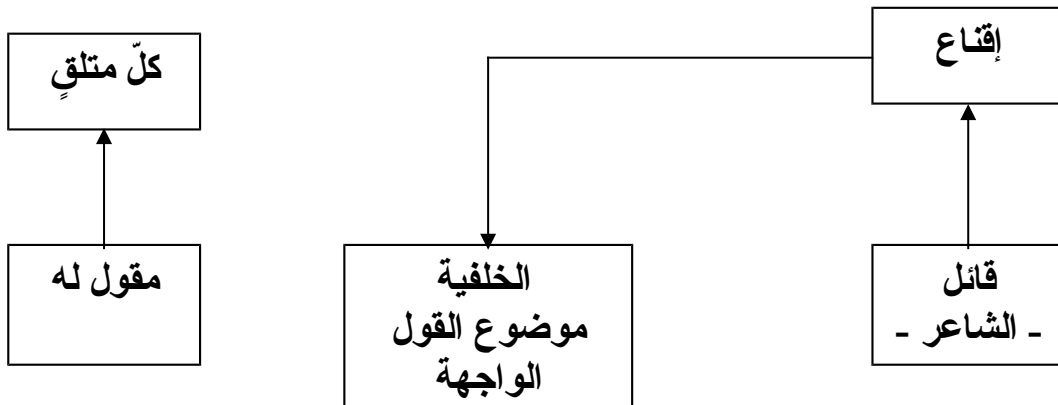 إقناع
كلّ متلقٍ
قائل
ـ الشاعر ـ
الخلفية
موضوع القول
الواجهة
مقول له